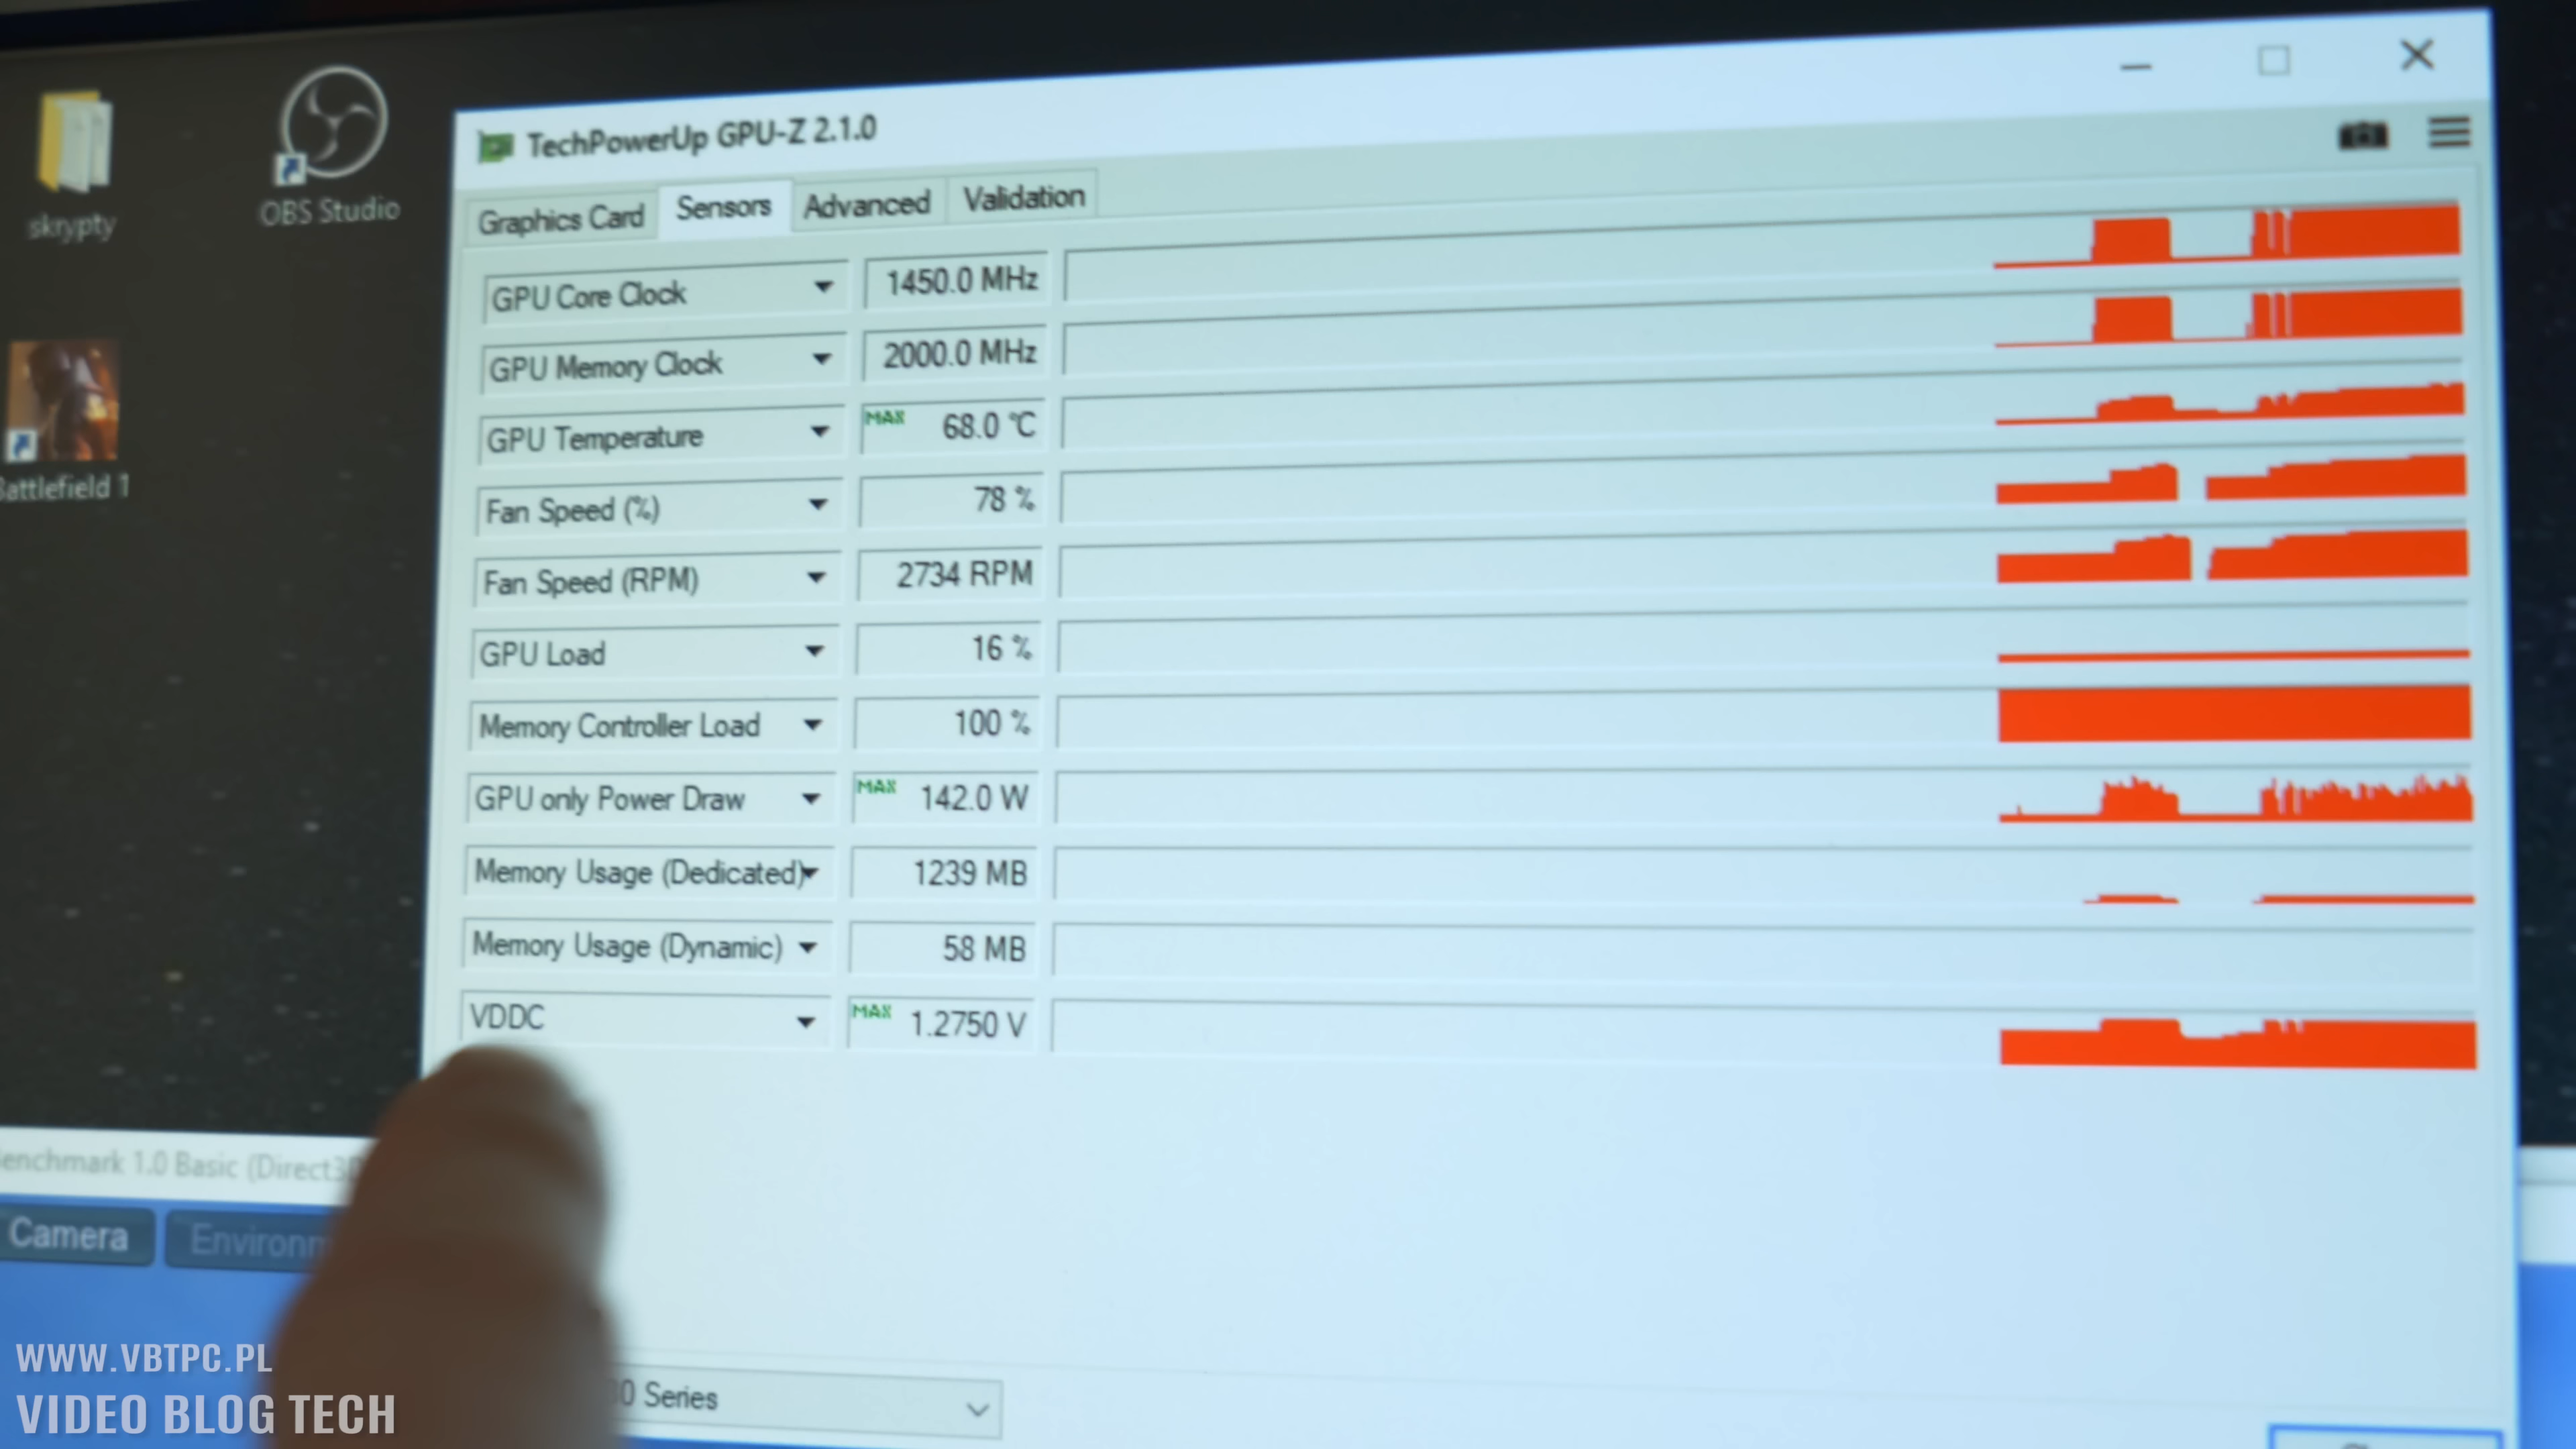 skrypty
OBS Studio
Battlefield 1
TechPowerUp GPU-Z 2.1.0
Graphics Card
Sensors
Advanced
Validation
GPU Core Clock 1450.0 MHz
GPU Memory Clock 2000.0 MHz
GPU Temperature MAX 68.0 °C
Fan Speed (%) 78 %
Fan Speed (RPM) 2734 RPM
GPU Load 16 %
Memory Controller Load 100 %
GPU only Power Draw MAX 142.0 W
Memory Usage (Dedicated) 1239 MB
Memory Usage (Dynamic) 58 MB
VDDC MAX 1.2750 V
enchmark 1.0 Basic (Direct3D
Camera
Environm
0 Series
WWW.VBTPC.PL
VIDEO BLOG TECH